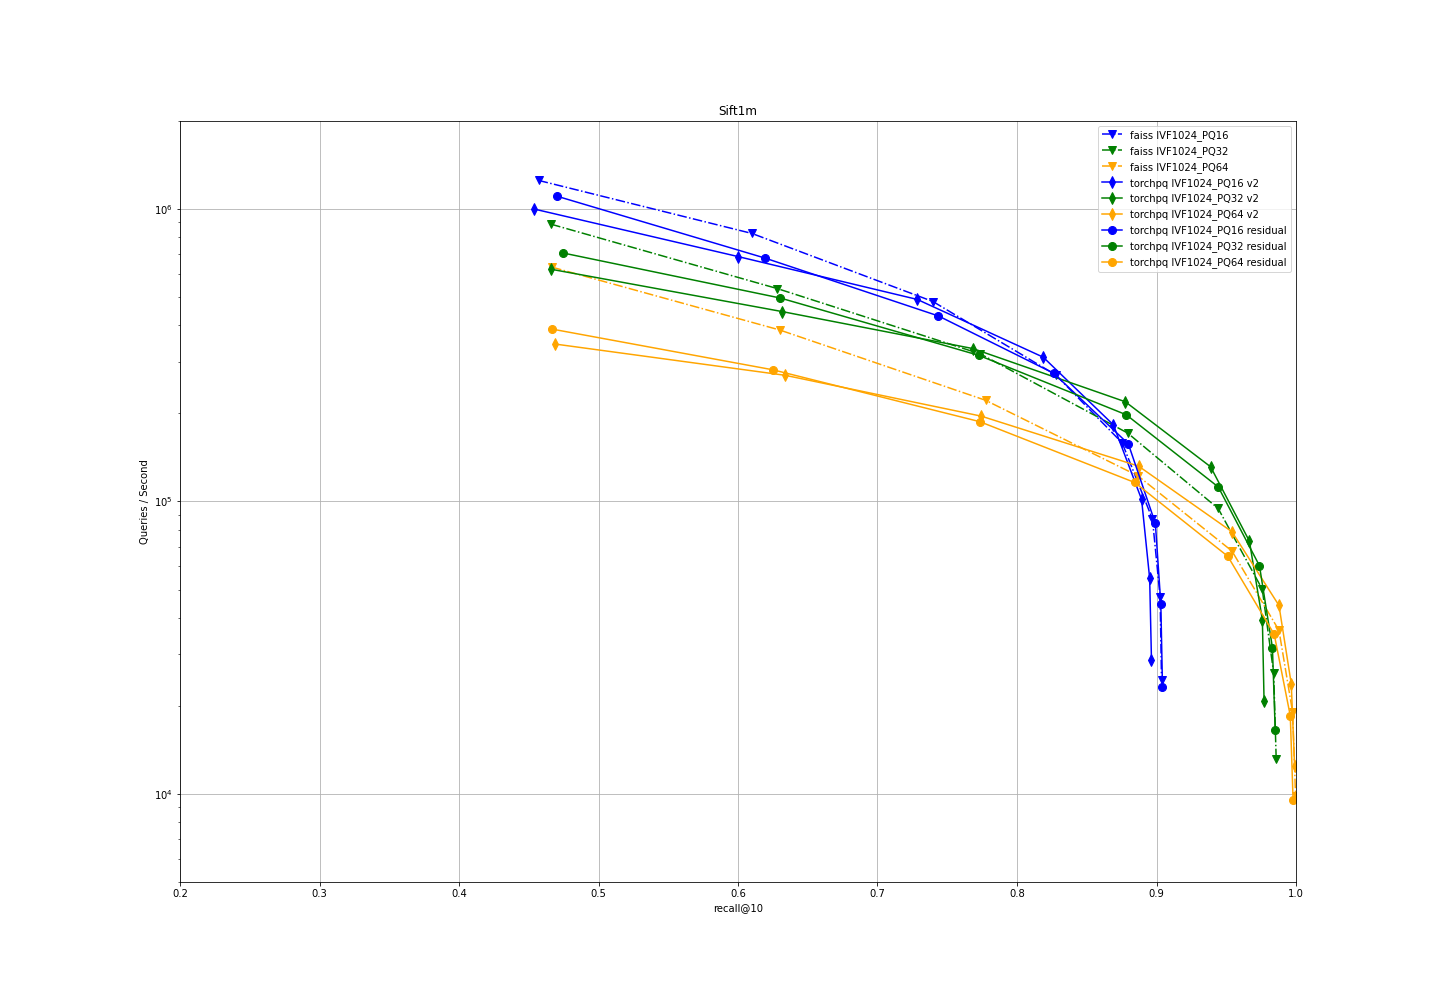 Sift1m
faiss IVF1024_PQ16
faiss IVF1024_PQ32
faiss IVF1024_PQ64
torchpq IVF1024_PQ16 v2
torchpq IVF1024_PQ32 v2
torchpq IVF1024_PQ64 v2
torchpq IVF1024_PQ16 residual
torchpq IVF1024_PQ32 residual
torchpq IVF1024_PQ64 residual
10⁶
10⁵
10⁴
Queries / Second
0.2 0.3 0.4 0.5 0.6 0.7 0.8 0.9 1.0
recall@10